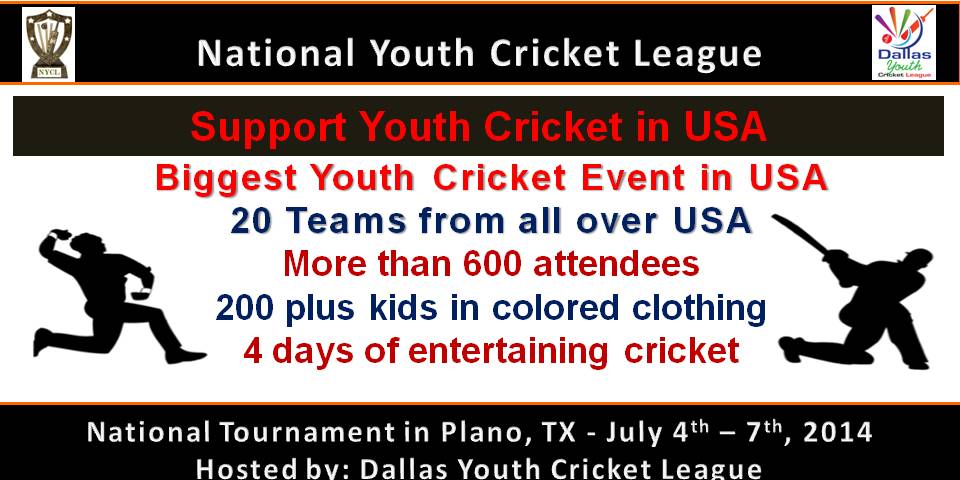 NYCL
National Youth Cricket League
Dallas
Youth
Cricket League
Support Youth Cricket in USA
Biggest Youth Cricket Event in USA
20 Teams from all over USA
More than 600 attendees
200 plus kids in colored clothing
4 days of entertaining cricket
National Tournament in Plano, TX - July 4th – 7th, 2014
Hosted by: Dallas Youth Cricket League